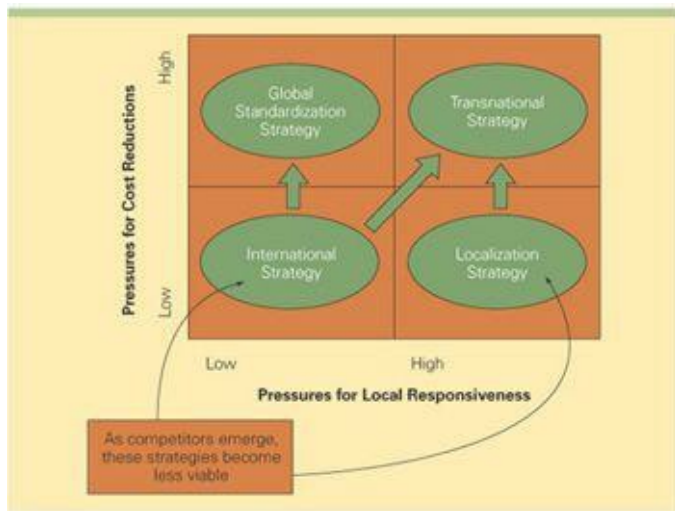 High
Pressures for Cost Reductions
Low
Global
Standardization
Strategy
Transnational
Strategy
International
Strategy
Localization
Strategy
Low
High
Pressures for Local Responsiveness
As competitors emerge,
these strategies become
less viable